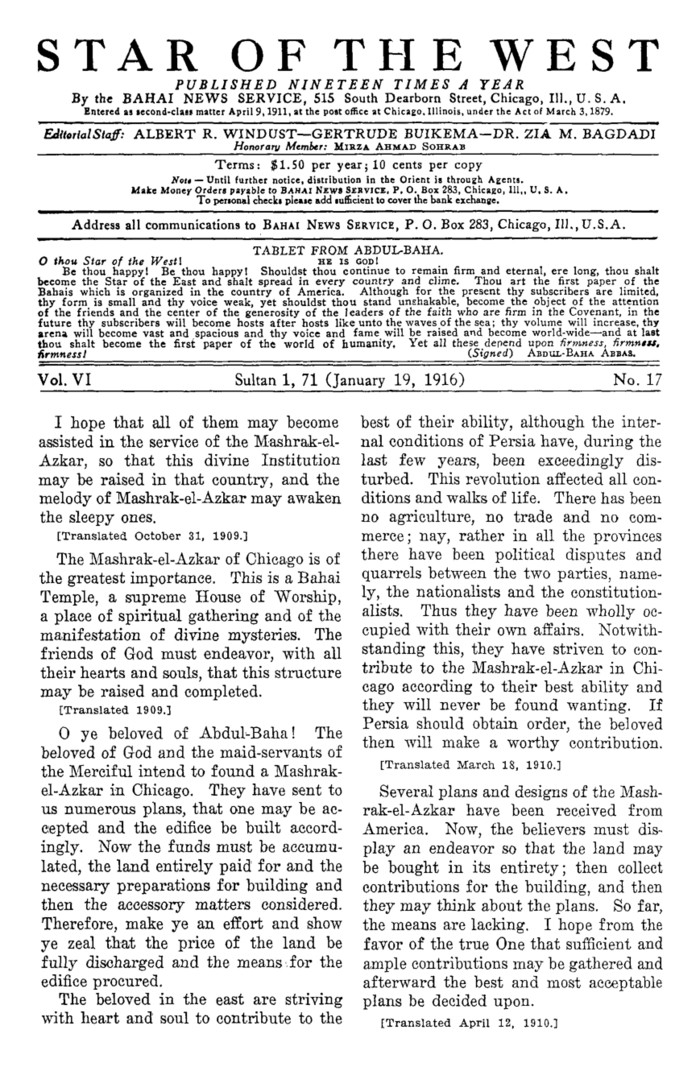 STAR OF THE WEST
PUBLISHED NINETEEN TIMES A YEAR
By the BAHAI NEWS SERVICE, 515 South Dearborn Street, Chicago, Ill., U. S. A.
Entered as second-class matter April 9, 1911, at the post office at Chicago, Illinois, under the Act of March 3, 1879.
Editorial Staff: ALBERT R. WINDUST—GERTRUDE BUIKEMA—DR. ZIA M. BAGDADI
Honorary Member: MIRZA AHMAD SOHRAB
Terms: $1.50 per year; 10 cents per copy
Note — Until further notice, distribution in the Orient is through Agents.
Make Money Orders payable to BAHAI NEWS SERVICE, P. O. Box 283, Chicago, Ill., U. S. A.
To personal checks please add sufficient to cover the bank exchange.
Address all communications to BAHAI NEWS SERVICE, P. O. Box 283, Chicago, Ill., U.S.A.
TABLET FROM ABDUL-BAHA.
O thou Star of the West! HE IS GOD!
Be thou happy! Be thou happy! Shouldst thou continue to remain firm and eternal, ere long, thou shalt
become the Star of the East and shalt spread in every country and clime. Thou art the first paper of the
Bahais which is organized in the country of America. Although for the present thy subscribers are limited,
thy form is small and thy voice weak, yet shouldst thou stand unshakable, become the object of the attention
of the friends and the center of the generosity of the leaders of the faith who are firm in the Covenant, in the
future thy subscribers will become hosts after hosts like unto the waves of the sea; thy volume will increase, thy
arena will become vast and spacious and thy voice and fame will be raised and become world-wide—and at last
thou shalt become the first paper of the world of humanity. Yet all these depend upon firmness, firmness,
firmness! (Signed) ABDUL-BAHA ABBAS.
Vol. VI Sultan 1, 71 (January 19, 1916) No. 17
I hope that all of them may become
assisted in the service of the Mashrak-el-
Azkar, so that this divine Institution
may be raised in that country, and the
melody of Mashrak-el-Azkar may awaken
the sleepy ones.
[Translated October 31, 1909.]
The Mashrak-el-Azkar of Chicago is of
the greatest importance. This is a Bahai
Temple, a supreme House of Worship,
a place of spiritual gathering and of the
manifestation of divine mysteries. The
friends of God must endeavor, with all
their hearts and souls, that this structure
may be raised and completed.
[Translated 1909.]
O ye beloved of Abdul-Baha! The
beloved of God and the maid-servants of
the Merciful intend to found a Mashrak-
el-Azkar in Chicago. They have sent to
us numerous plans, that one may be ac-
cepted and the edifice be built accord-
ingly. Now the funds must be accumu-
lated, the land entirely paid for and the
necessary preparations for building and
then the accessory matters considered.
Therefore, make ye an effort and show
ye zeal that the price of the land be
fully discharged and the means for the
edifice procured.
The beloved in the east are striving
with heart and soul to contribute to the
best of their ability, although the inter-
nal conditions of Persia have, during the
last few years, been exceedingly dis-
turbed. This revolution affected all con-
ditions and walks of life. There has been
no agriculture, no trade and no com-
merce; nay, rather in all the provinces
there have been political disputes and
quarrels between the two parties, name-
ly, the nationalists and the constitution-
alists. Thus they have been wholly oc-
cupied with their own affairs. Notwith-
standing this, they have striven to con-
tribute to the Mashrak-el-Azkar in Chi-
cago according to their best ability and
they will never be found wanting. If
Persia should obtain order, the beloved
then will make a worthy contribution.
[Translated March 18, 1910.]
Several plans and designs of the Mash-
rak-el-Azkar have been received from
America. Now, the believers must dis-
play an endeavor so that the land may
be bought in its entirety; then collect
contributions for the building, and then
they may think about the plans. So far,
the means are lacking. I hope from the
favor of the true One that sufficient and
ample contributions may be gathered and
afterward the best and most acceptable
plans be decided upon.
[Translated April 12, 1910.]